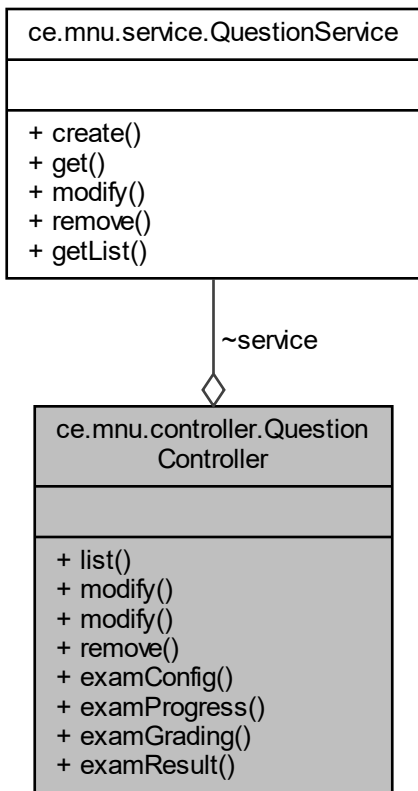 ce.mnu.service.QuestionService
+ create()
+ get()
+ modify()
+ remove()
+ getList()
~service
ce.mnu.controller.Question
Controller
+ list()
+ modify()
+ modify()
+ remove()
+ examConfig()
+ examProgress()
+ examGrading()
+ examResult()